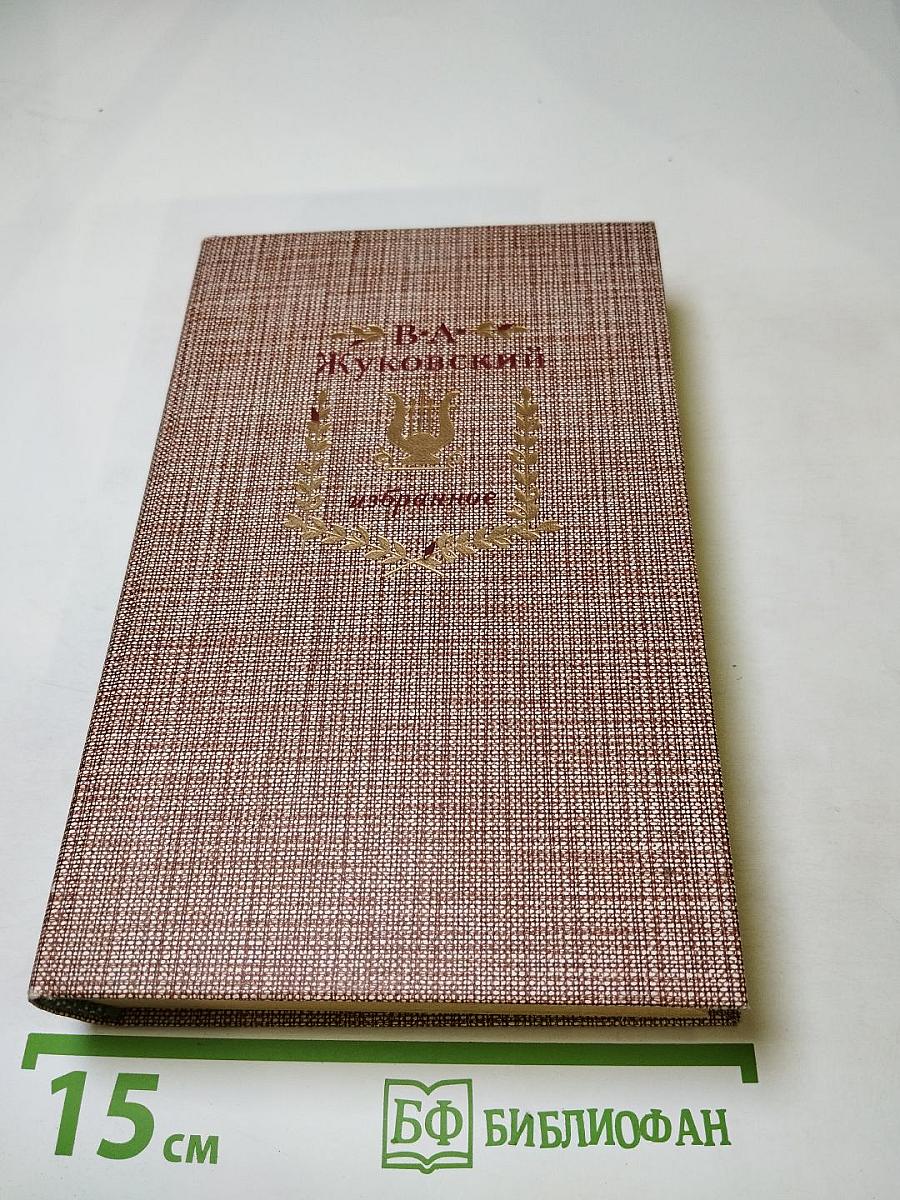 В·А·
Жуковский
избранное
15 см
БФ БИБЛИОФАН